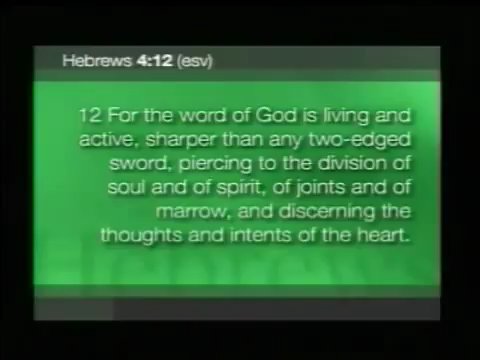 Hebrews 4:12 (esv)
12 For the word of God is living and
active, sharper than any two-edged
sword, piercing to the division of
soul and of spirit, of joints and of
marrow, and discerning the
thoughts and intents of the heart.
Hebrews